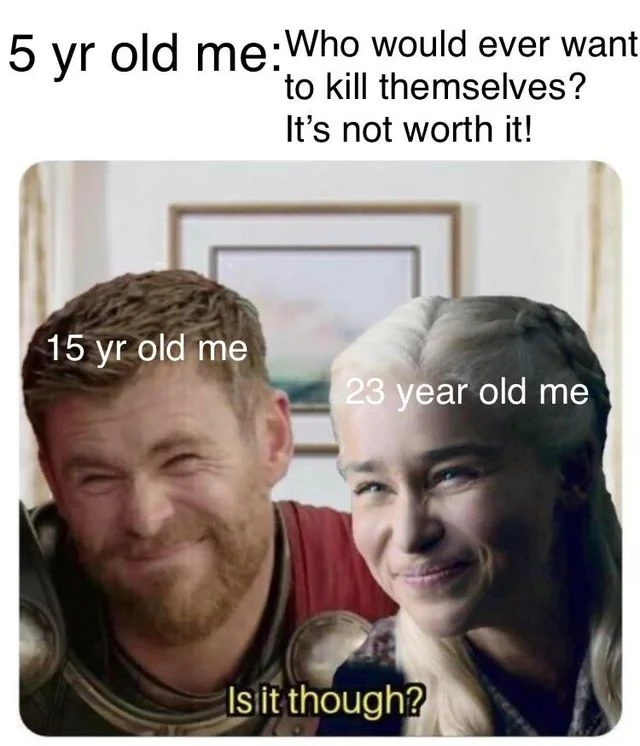 5 yr old me:
Who would ever want
to kill themselves?
It's not worth it!
15 yr old me
23 year old me
Is it though?